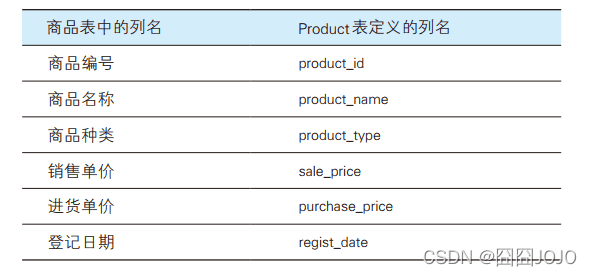 商品表中的列名 Product 表定义的列名
商品编号 product_id
商品名称 product_name
商品种类 product_type
销售单价 sale_price
进货单价 purchase_price
登记日期 regist_date
CSDN @囧囧JOJO